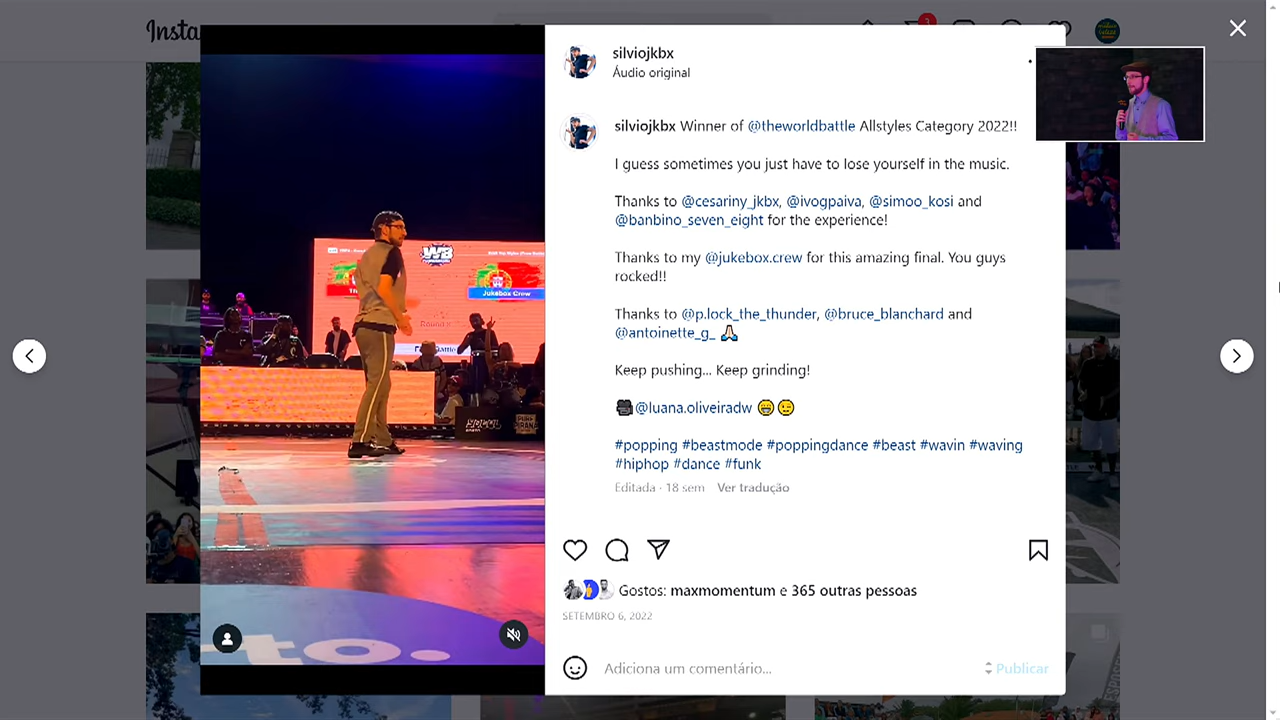 Insta
3
silviojkbx
Áudio original
silviojkbx Winner of @theworldbattle Allstyles Category 2022!!
I guess sometimes you just have to lose yourself in the music.
Thanks to @cesariny_jkbx, @ivogpaiva, @simoo_kosi and
@banbino_seven_eight for the experience!
Thanks to my @jukebox.crew for this amazing final. You guys
rocked!!
Thanks to @p.lock_the_thunder, @bruce_blanchard and
@antoinette_g_ 🙏
Keep pushing... Keep grinding!
🎥@luana.oliveiradw 😁😉
#popping #beastmode #poppingdance #beast #wavin #waving
#hiphop #dance #funk
Editada · 18 sem Ver tradução
Gostos: maxmomentum e 365 outras pessoas
SETEMBRO 6, 2022
Adiciona um comentário...
Publicar
WB
Jukebox Crew
to.